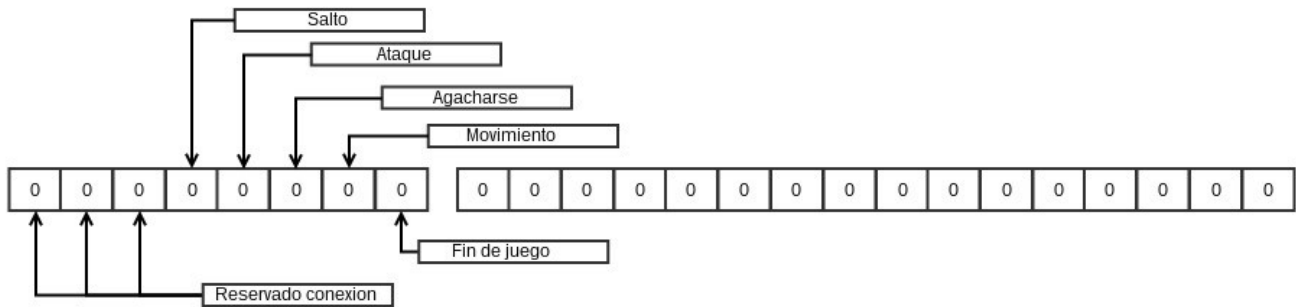 Salto
Ataque
Agacharse
Movimiento
0 0 0 0 0 0 0 0 0 0 0 0 0 0 0 0 0 0 0 0 0 0 0 0
Fin de juego
Reservado conexion